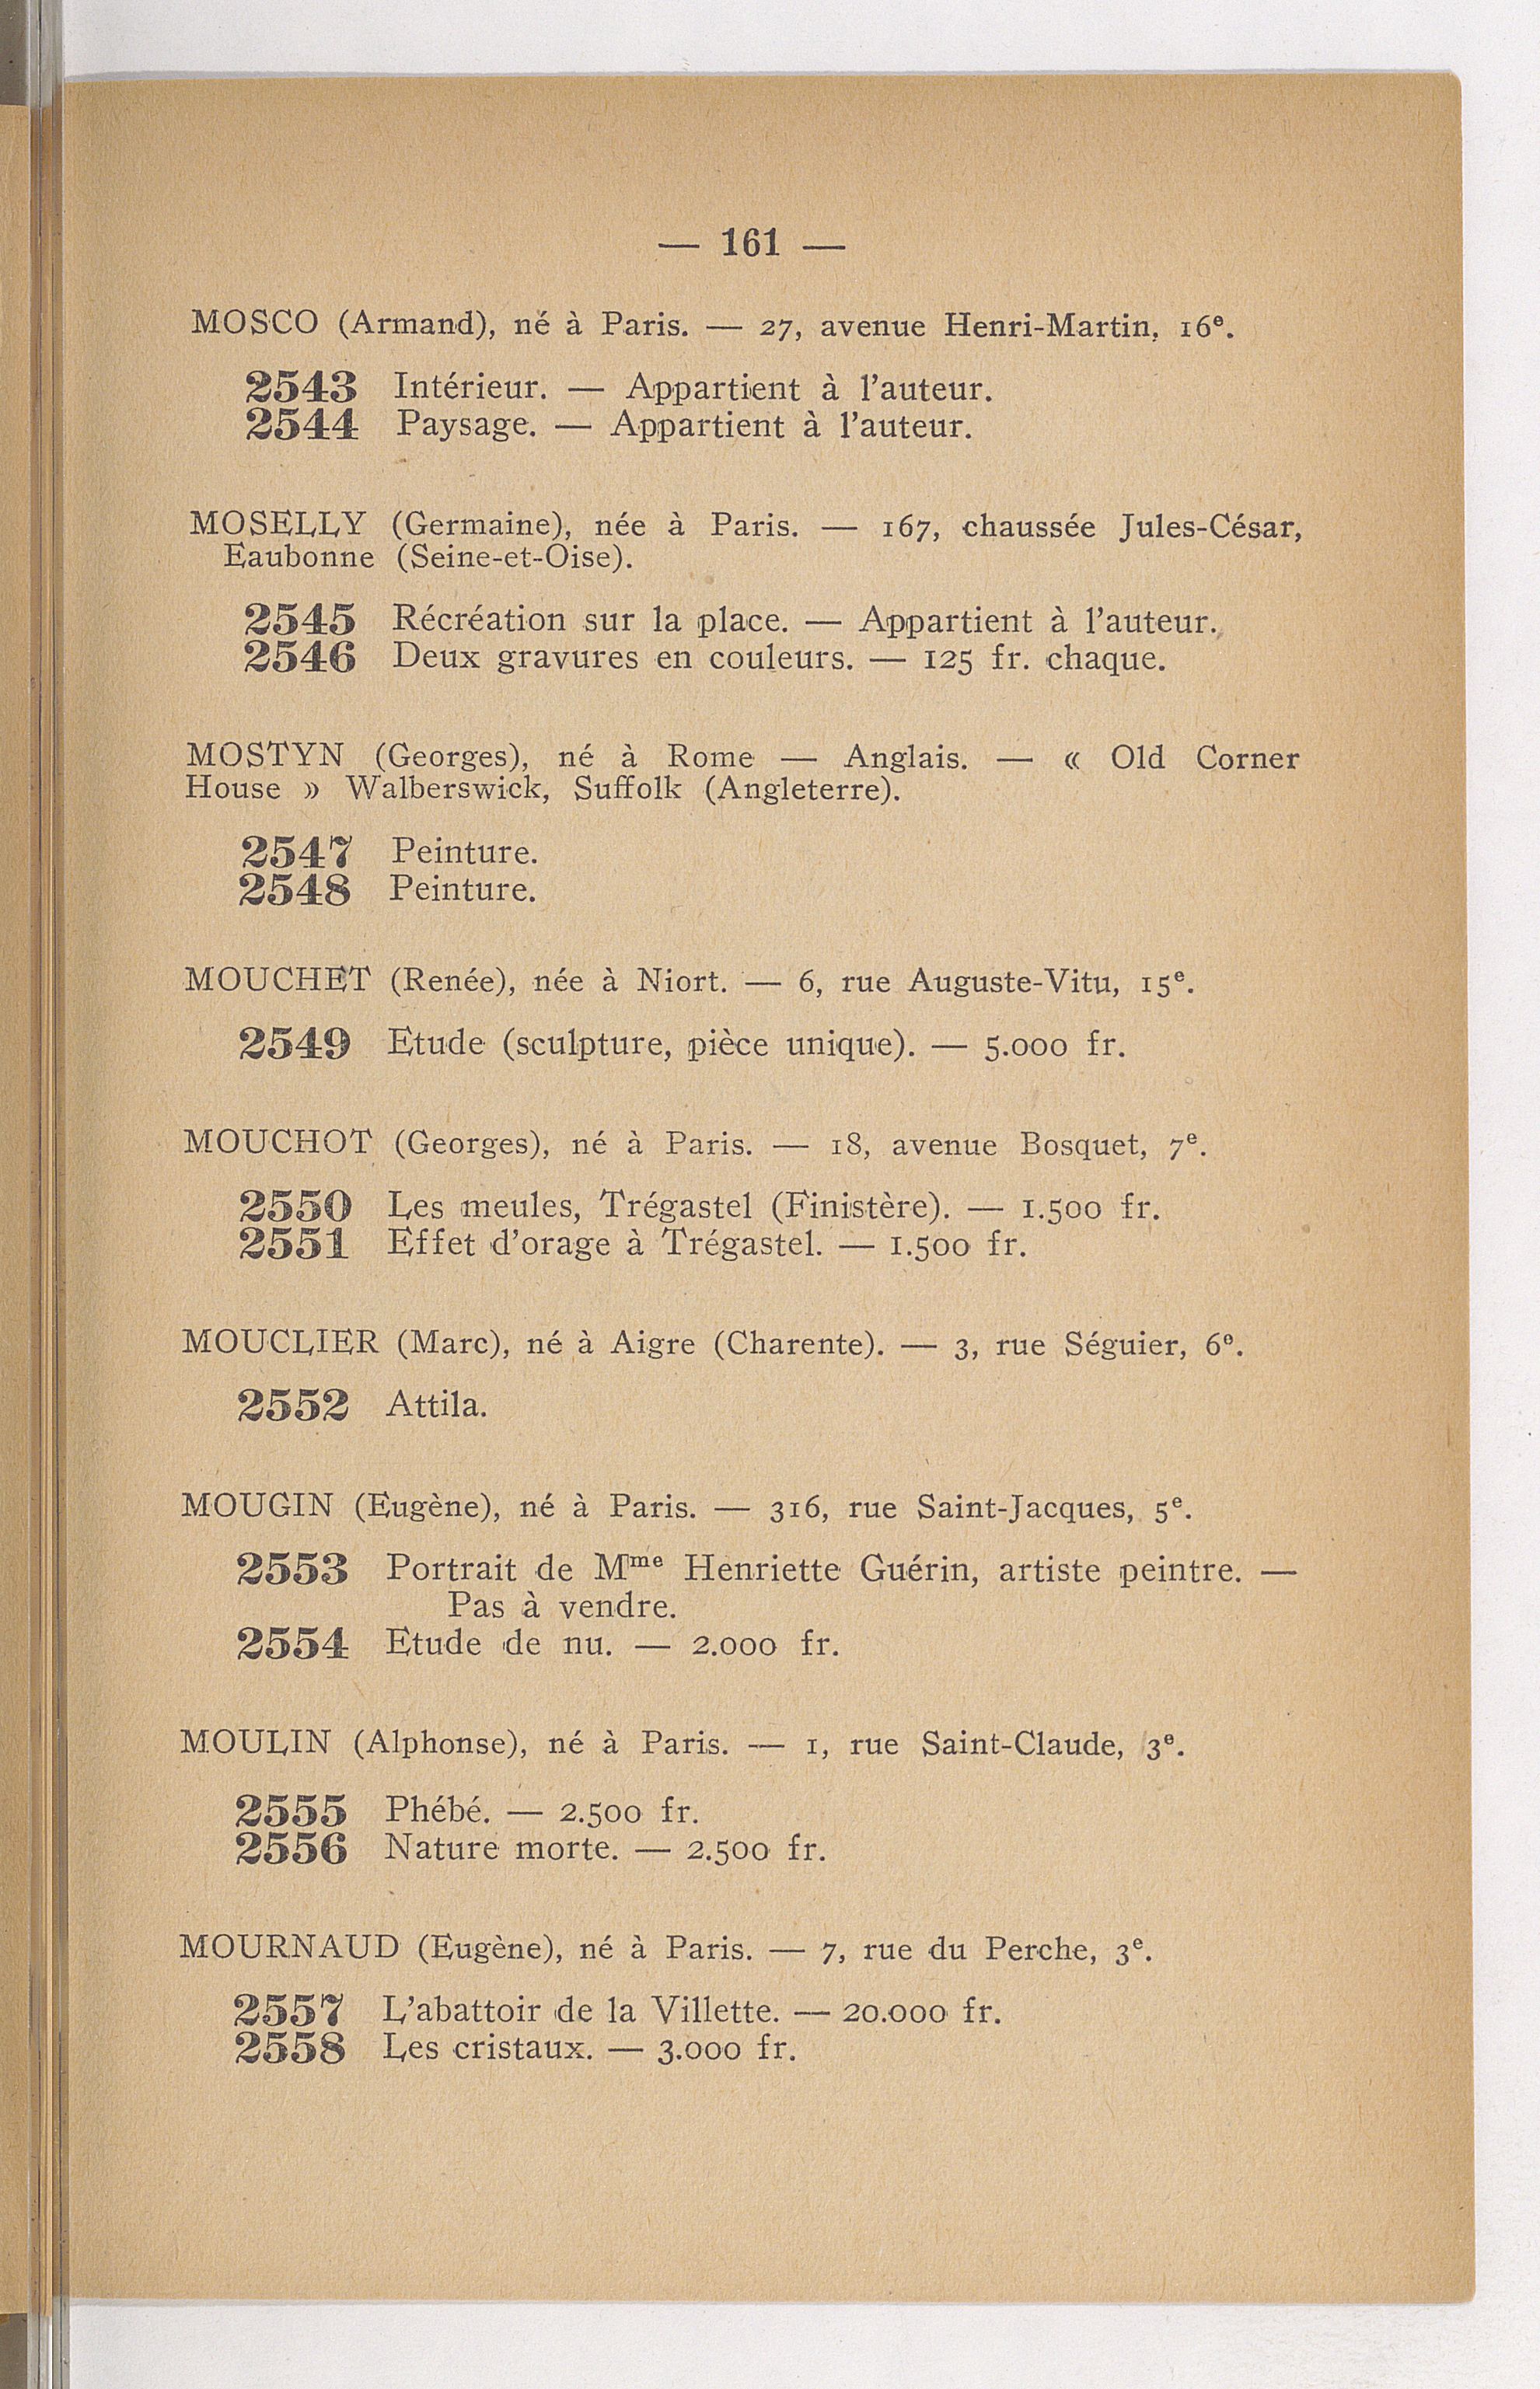 — 161 —
MOSCO (Armand), né à Paris. — 27, avenue Henri-Martin, 16e.
2543 Intérieur. — Appartient à l'auteur.
2544 Paysage. — Appartient à l'auteur.
MOSELLY (Germaine), née à Paris. — 167, chaussée Jules-César,
Eaubonne (Seine-et-Oise).
2545 Récréation sur la place. — Appartient à l'auteur.
2546 Deux gravures en couleurs. — 125 fr. chaque.
MOSTYN (Georges), né à Rome — Anglais. — « Old Corner
House » Walberswick, Suffolk (Angleterre).
2547 Peinture.
2548 Peinture.
MOUCHET (Renée), née à Niort. — 6, rue Auguste-Vitu, 15e.
2549 Etude (sculpture, pièce unique). — 5.000 fr.
MOUCHOT (Georges), né à Paris. — 18, avenue Bosquet, 7e.
2550 Les meules, Trégastel (Finistère). — 1.500 fr.
2551 Effet d'orage à Trégastel. — 1.500 fr.
MOUCLIER (Marc), né à Aigre (Charente). — 3, rue Séguier, 6e.
2552 Attila.
MOUGIN (Eugène), né à Paris. — 316, rue Saint-Jacques, 5e.
2553 Portrait de Mme Henriette Guérin, artiste peintre. —
Pas à vendre.
2554 Etude de nu. — 2.000 fr.
MOULIN (Alphonse), né à Paris. — 1, rue Saint-Claude, 3e.
2555 Phébé. — 2.500 fr.
2556 Nature morte. — 2.500 fr.
MOURNAUD (Eugène), né à Paris. — 7, rue du Perche, 3e.
2557 L'abattoir de la Villette. — 20.000 fr.
2558 Les cristaux. — 3.000 fr.